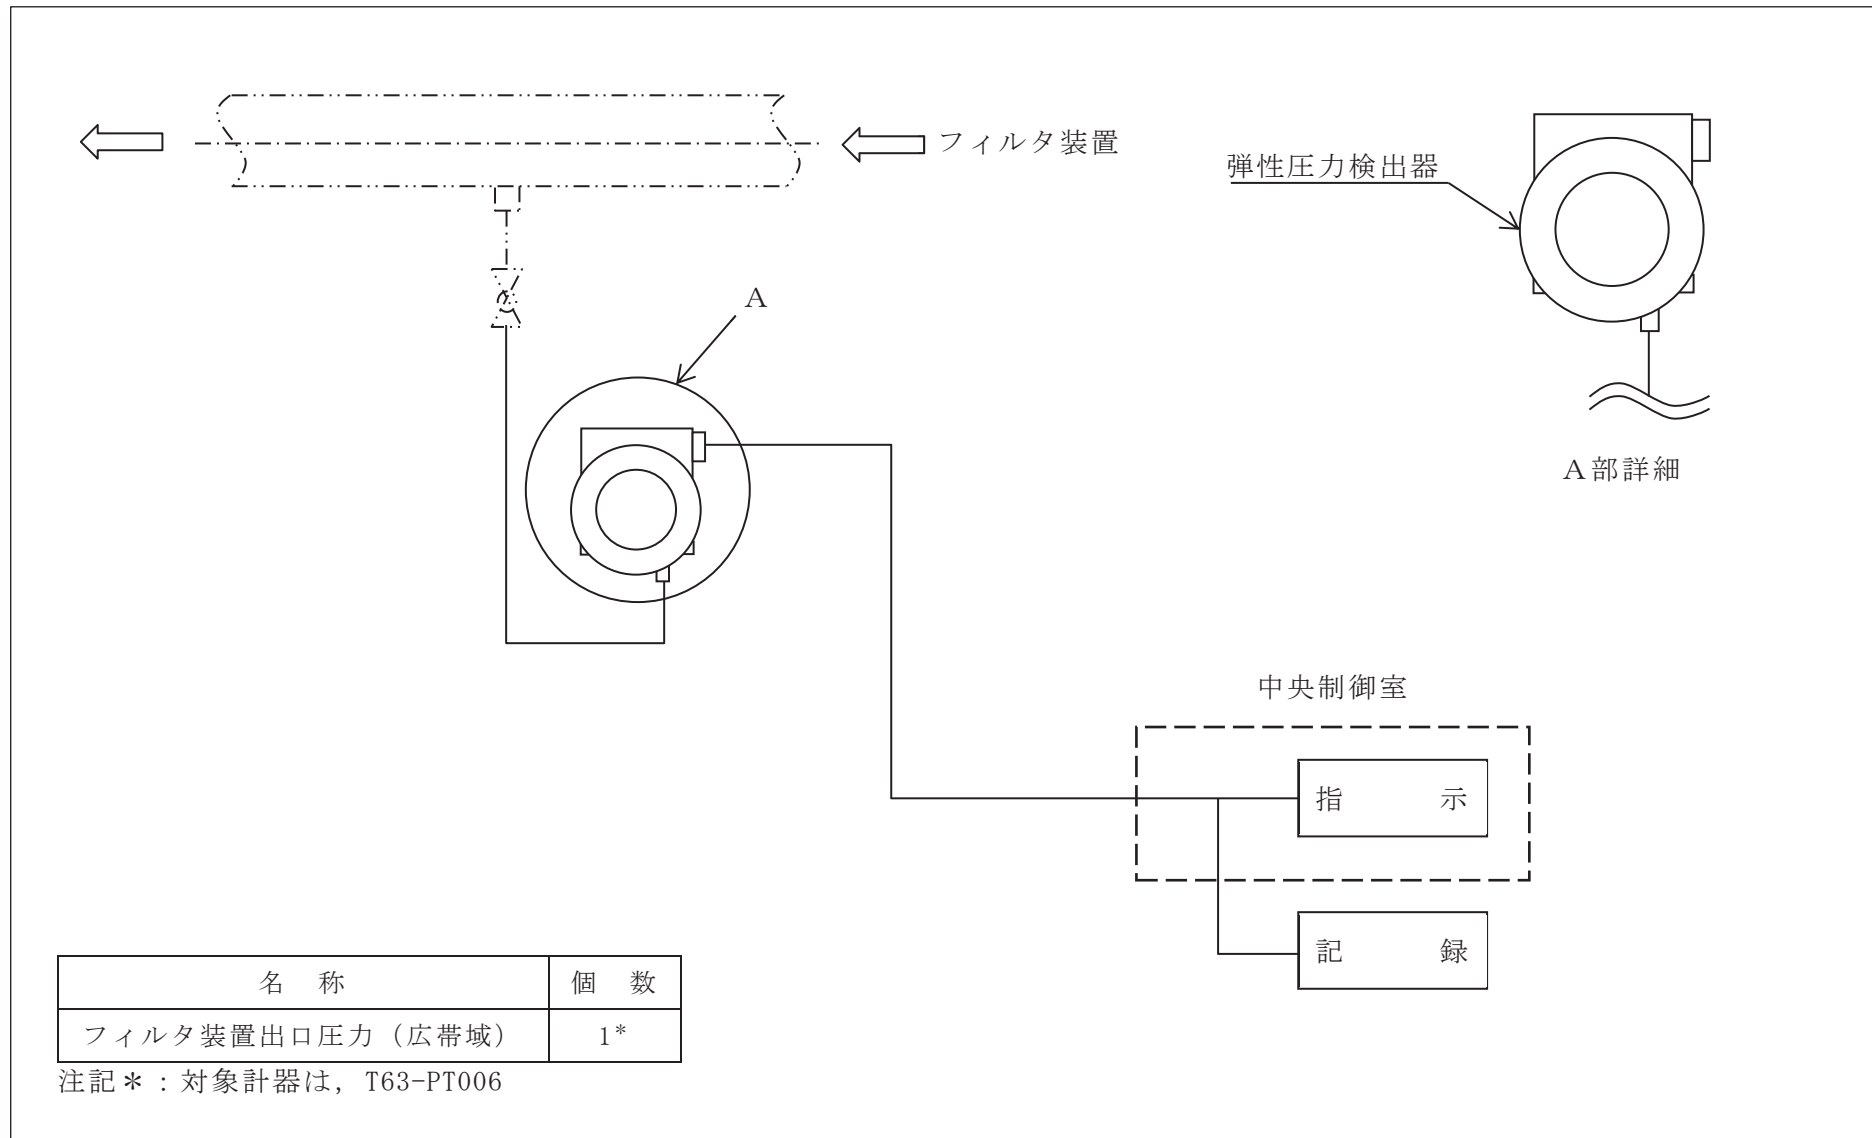 フィルタ装置
弾性圧力検出器
A
A部詳細
中央制御室
指 示
記 録
名 称 個 数
フィルタ装置出口圧力（広帯域） 1*
注記＊：対象計器は，T63-PT006